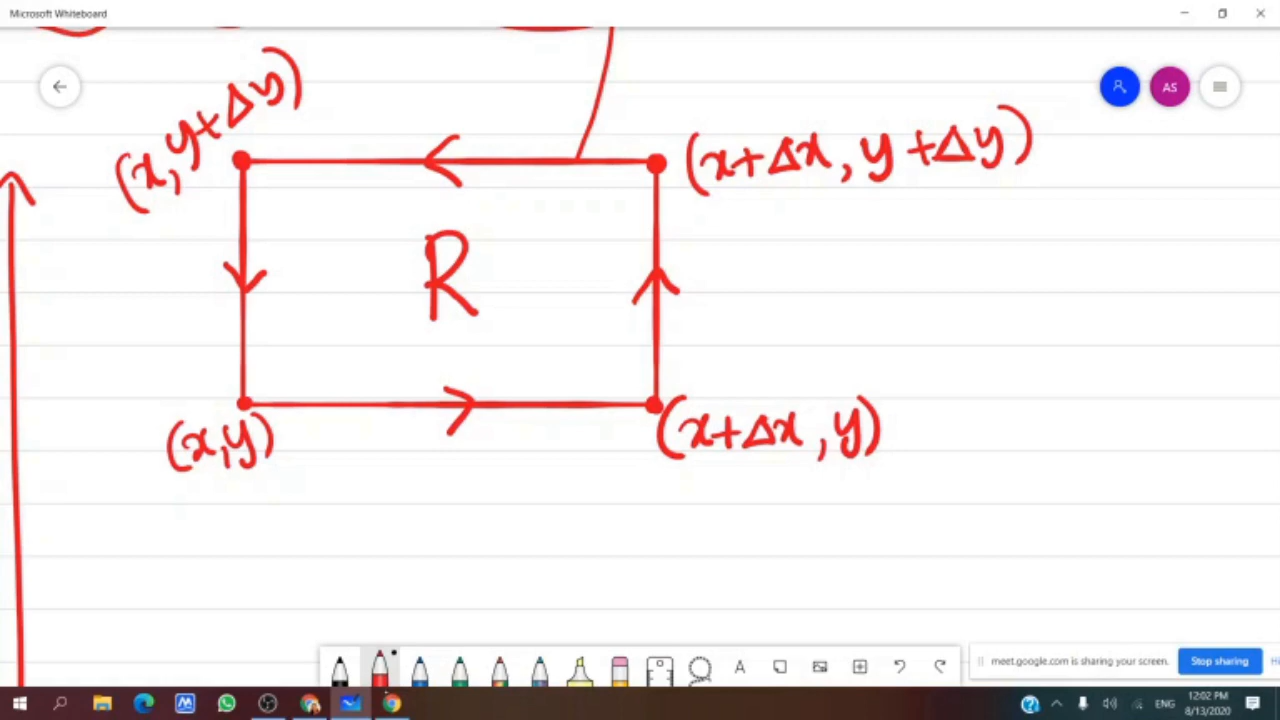 Microsoft Whiteboard
AS
(x, y+Δy)
(x+Δx, y+Δy)
R
(x,y)
(x+Δx, y)
A
meet.google.com is sharing your screen.
Stop sharing
Hi
ENG
12:02 PM
8/13/2020